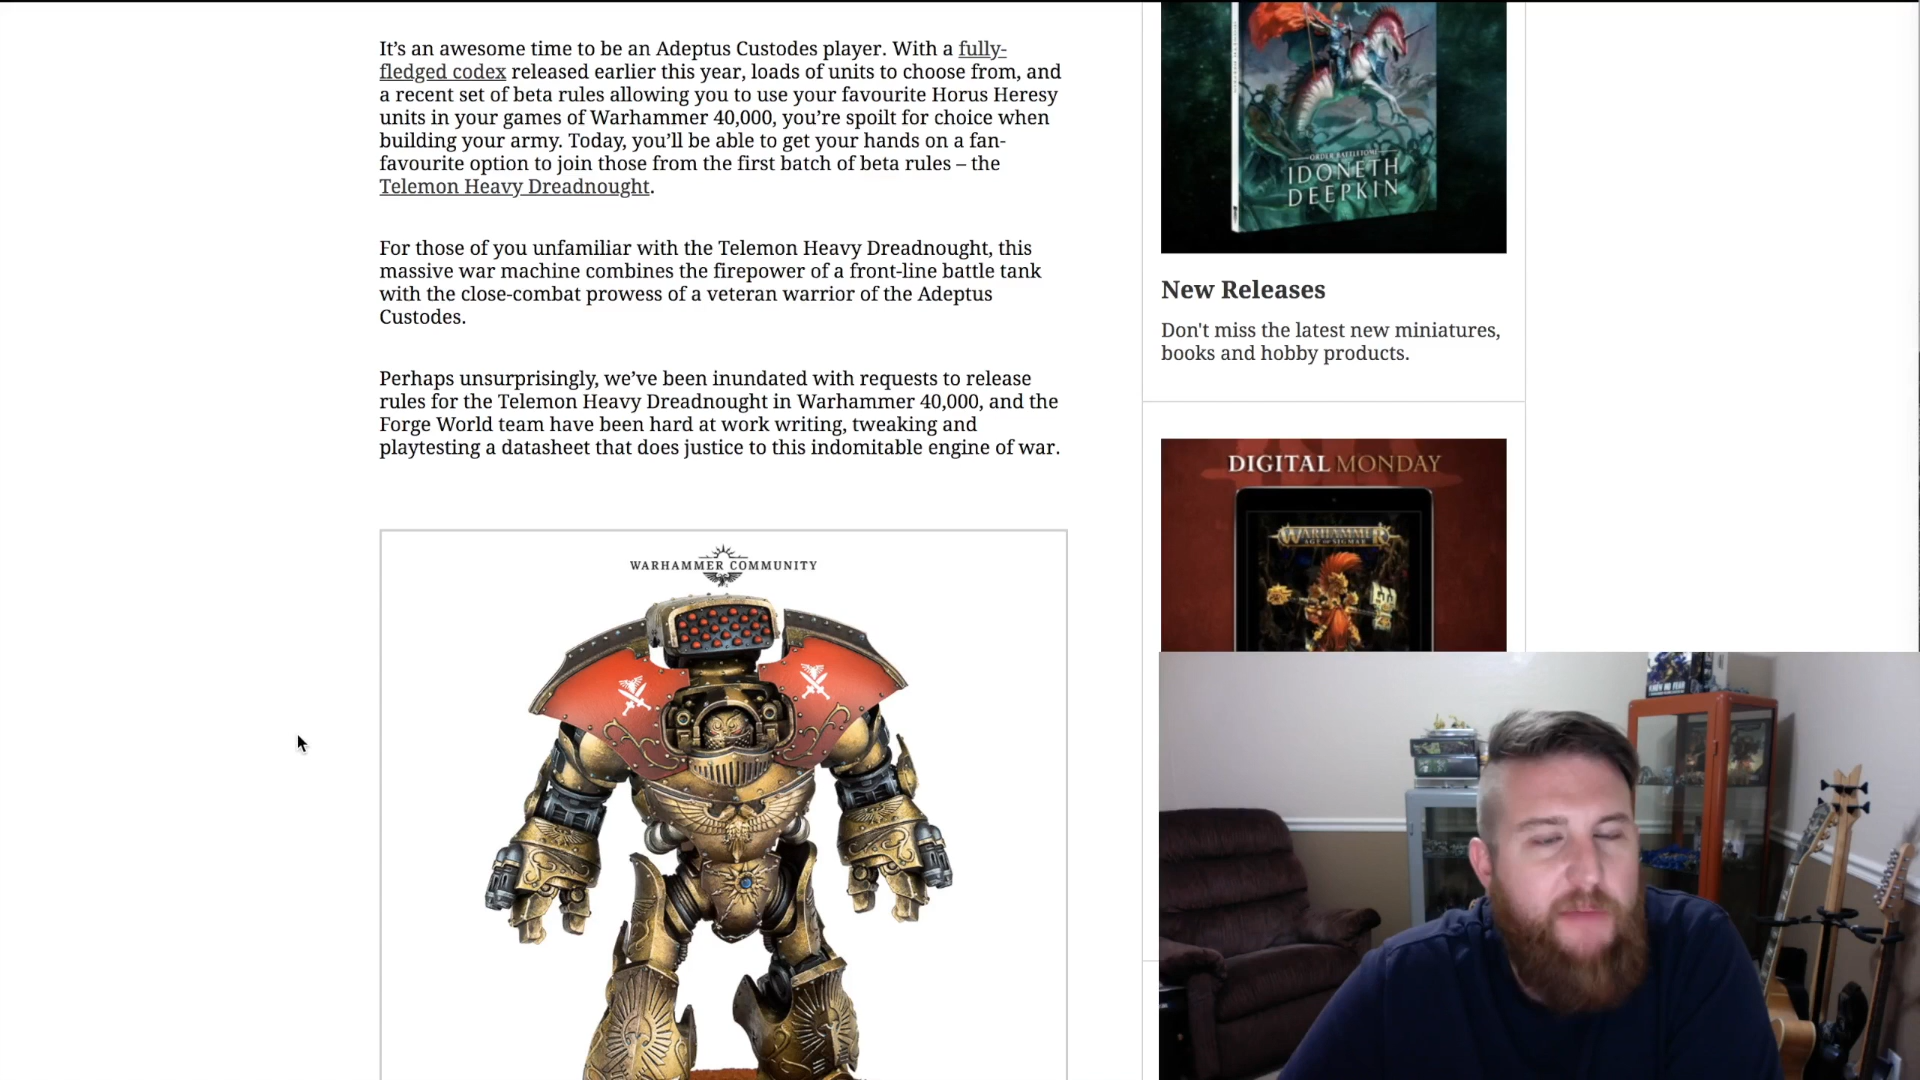 It’s an awesome time to be an Adeptus Custodes player. With a fully-
fledged codex released earlier this year, loads of units to choose from, and
a recent set of beta rules allowing you to use your favourite Horus Heresy
units in your games of Warhammer 40,000, you’re spoilt for choice when
building your army. Today, you’ll be able to get your hands on a fan-
favourite option to join those from the first batch of beta rules – the
Telemon Heavy Dreadnought.
For those of you unfamiliar with the Telemon Heavy Dreadnought, this
massive war machine combines the firepower of a front-line battle tank
with the close-combat prowess of a veteran warrior of the Adeptus
Custodes.
Perhaps unsurprisingly, we’ve been inundated with requests to release
rules for the Telemon Heavy Dreadnought in Warhammer 40,000, and the
Forge World team have been hard at work writing, tweaking and
playtesting a datasheet that does justice to this indomitable engine of war.
WARHAMMER COMMUNITY
ORDER BATTLETOME
IDONETH
DEEPKIN
New Releases
Don't miss the latest new miniatures,
books and hobby products.
DIGITAL MONDAY
WARHAMMER
AGE OF SIGMAR
KNOW NO FEAR